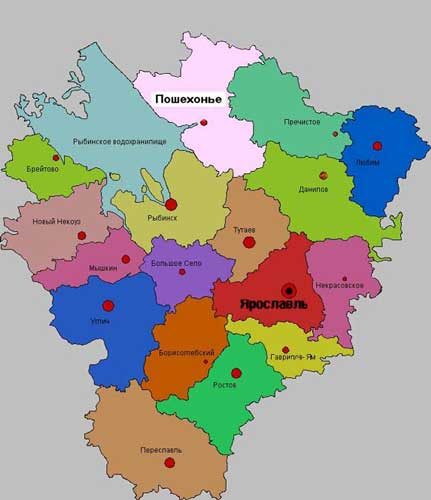 Пошехонье
Пречистое
Рыбинское водохранилище
Любим
Брейтово
Данилов
Рыбинск
Новый Некоуз
Тутаев
Большое Село
Мышкин
Некрасовское
Ярославль
Углич
Борисоглебский
Гаврилов- Ям
Ростов
Переславль